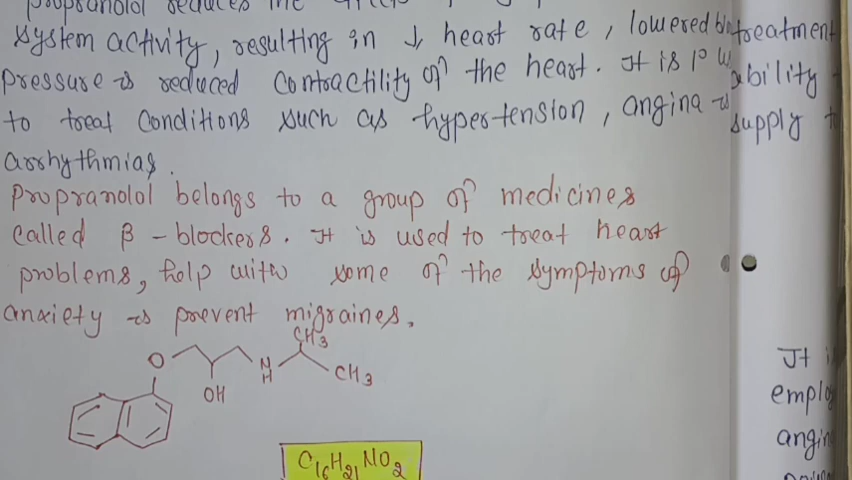 propranolol reduces the
system activity, resulting in ↓ heart rate, lowered
pressure & reduced contractility of the heart. It is
to treat conditions such as hypertension, angina &
arrhythmias.
Propranolol belongs to a group of medicines
called β-blockers. It is used to treat heart
problems, help with some of the symptoms of
anxiety & prevent migraines.
CH3
O
N
H
CH3
OH
C16H21NO2
treatment
ability
supply
It
angin